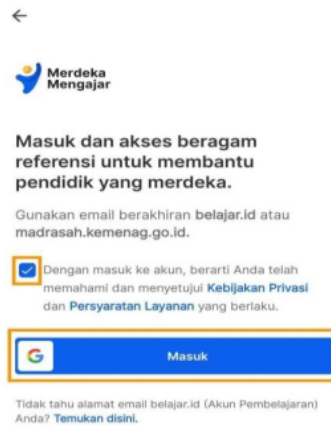 Merdeka
Mengajar
Masuk dan akses beragam
referensi untuk membantu
pendidik yang merdeka.
Gunakan email berakhiran belajar.id atau
madrasah.kemenag.go.id.
Dengan masuk ke akun, berarti Anda telah
memahami dan menyetujui Kebijakan Privasi
dan Persyaratan Layanan yang berlaku.
Masuk
Tidak tahu alamat email belajar.id (Akun Pembelajaran)
Anda? Temukan disini.